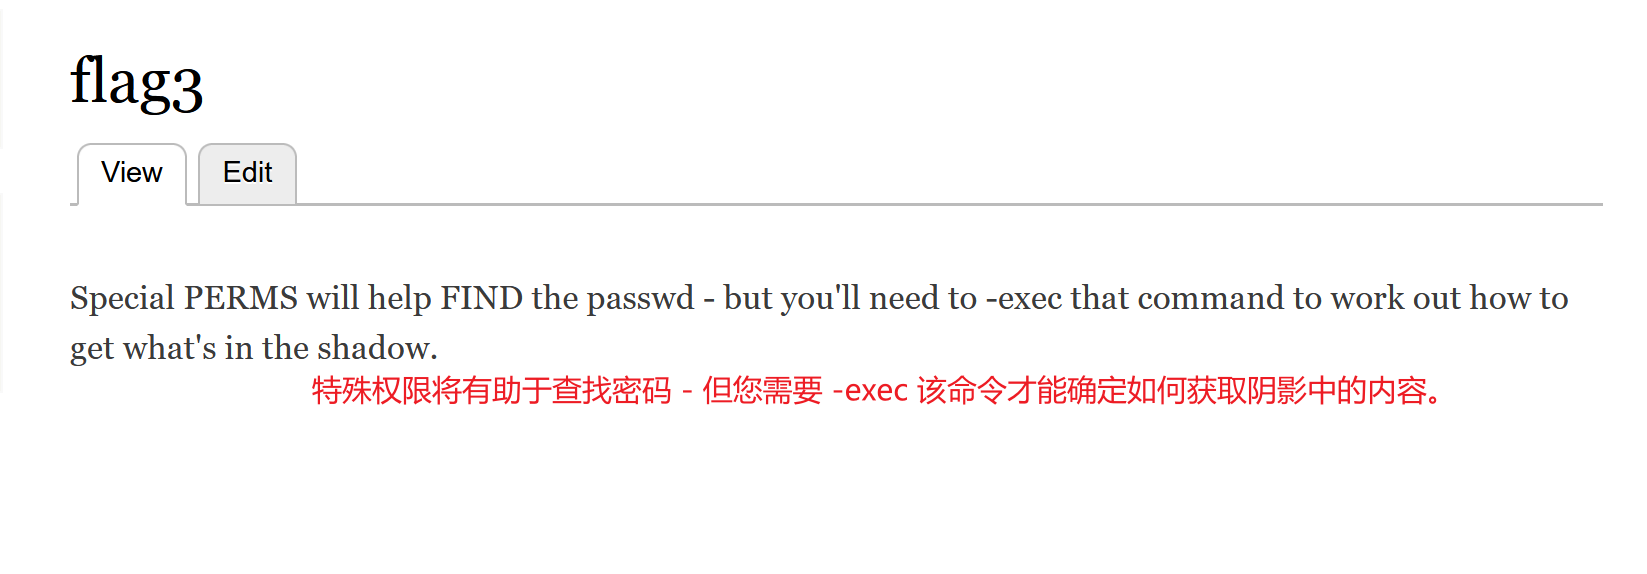 flag3
View
Edit
Special PERMS will help FIND the passwd - but you'll need to -exec that command to work out how to
get what's in the shadow.
特殊权限将有助于查找密码 - 但您需要 -exec 该命令才能确定如何获取阴影中的内容。